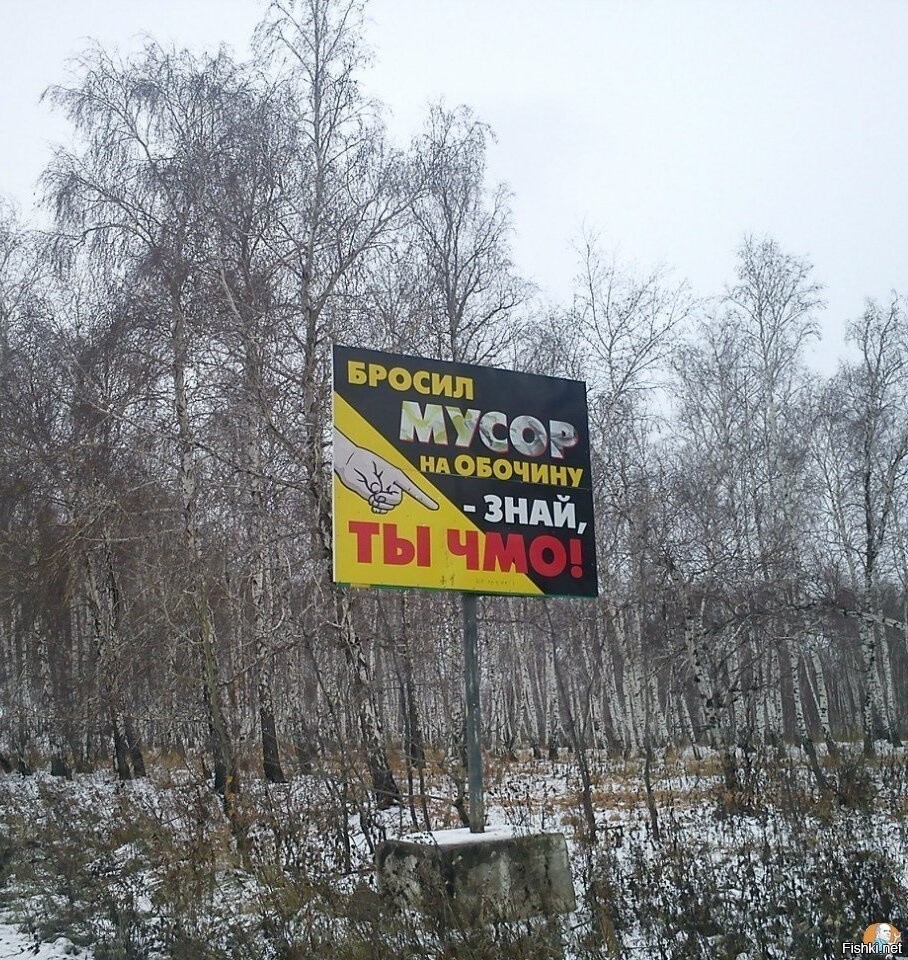 БРОСИЛ
МУСОР
НА ОБОЧИНУ
- ЗНАЙ,
ТЫ ЧМО!
Fishki.net